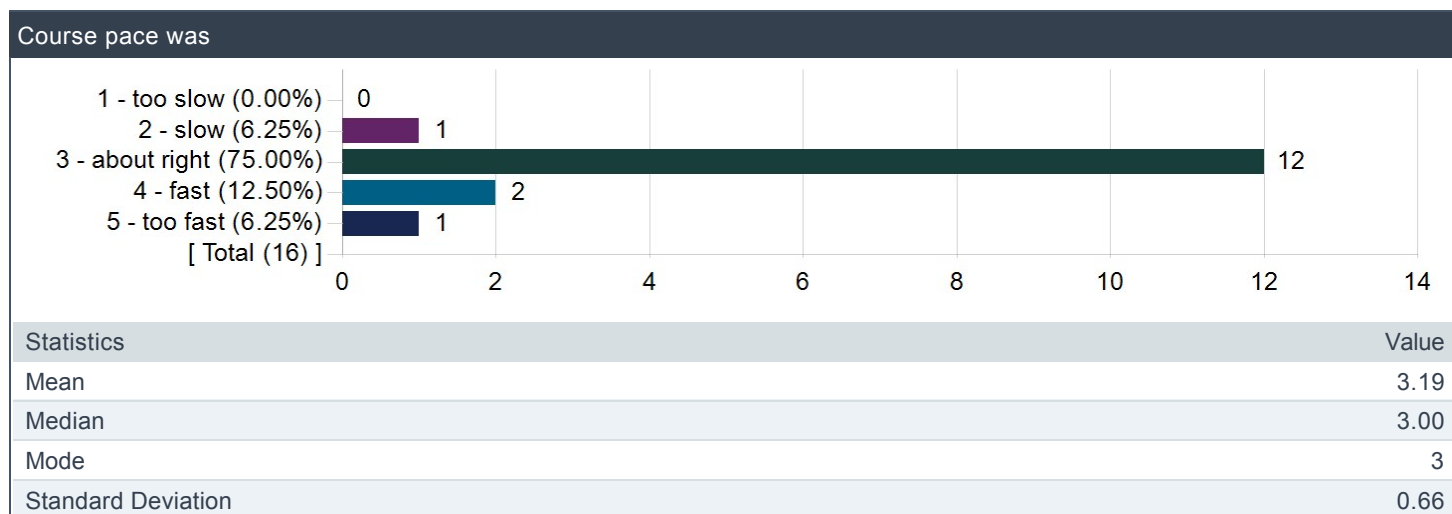 Course pace was
1 - too slow (0.00%) 0
2 - slow (6.25%) 1
3 - about right (75.00%) 12
4 - fast (12.50%) 2
5 - too fast (6.25%) 1
[ Total (16) ]
0 2 4 6 8 10 12 14
Statistics Value
Mean 3.19
Median 3.00
Mode 3
Standard Deviation 0.66